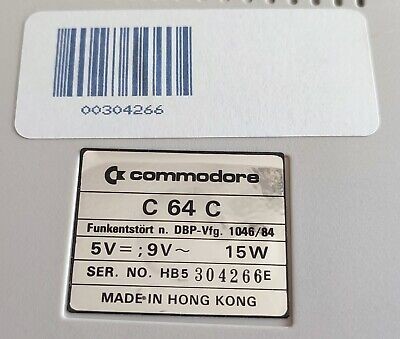 00304266
commodore
C 64 C
Funkentstört n. DBP-Vfg. 1046/84
5V⎓;9V~ 15W
SER. NO. HB5 304266E
MADE IN HONG KONG